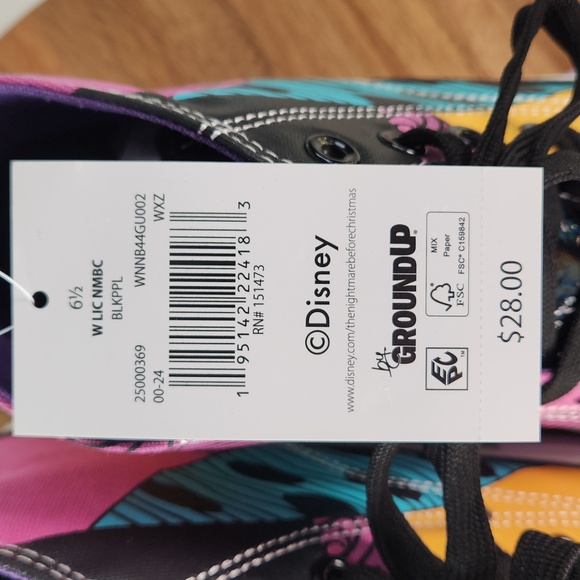 6½
W LIC NMBC
BLKPPL
25000369 WNNB44GU002
00-24 WXZ
1 95142 22418 3
RN# 151473
©Disney
www.disney.com/thenightmarebeforechristmas
by GROUNDUP®
MIX
Paper
FSC® C159842
FSC
EPC™
$28.00